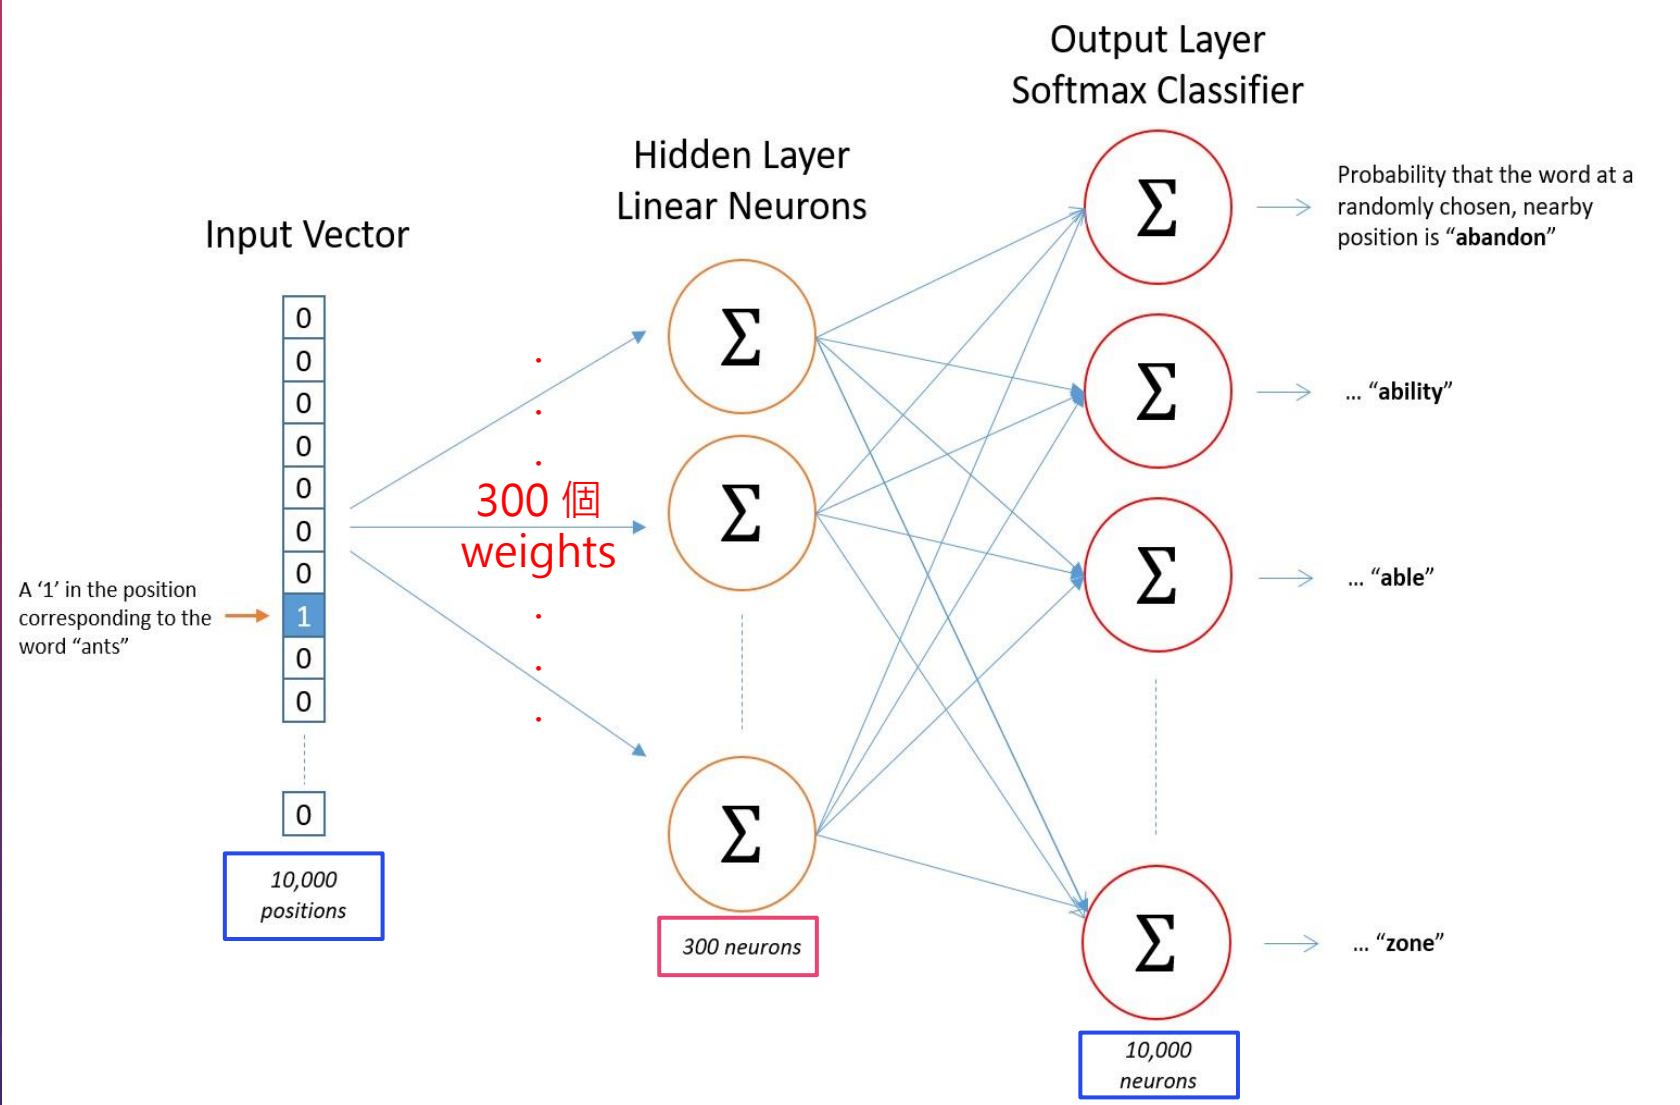 Output Layer
Softmax Classifier
Hidden Layer
Linear Neurons
Input Vector
Probability that the word at a
randomly chosen, nearby
position is “abandon”
0
0
0
0
0
0
0
1
0
0
0
A ‘1’ in the position
corresponding to the
word “ants”
300 個
weights
Σ
Σ
Σ
Σ
Σ
Σ
Σ
... “ability”
... “able”
... “zone”
10,000
positions
300 neurons
10,000
neurons